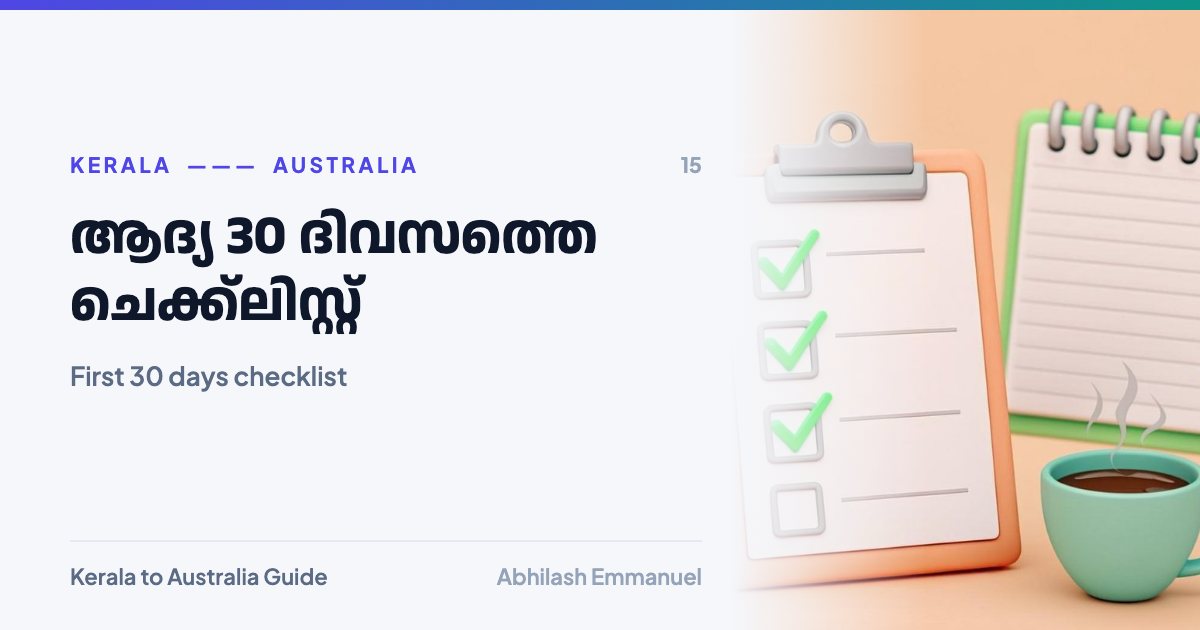 KERALA ——— AUSTRALIA
15
ആദ്യ 30 ദിവസത്തെ
ചെക്ക്‌ലിസ്റ്റ്
First 30 days checklist
Kerala to Australia Guide
Abhilash Emmanuel